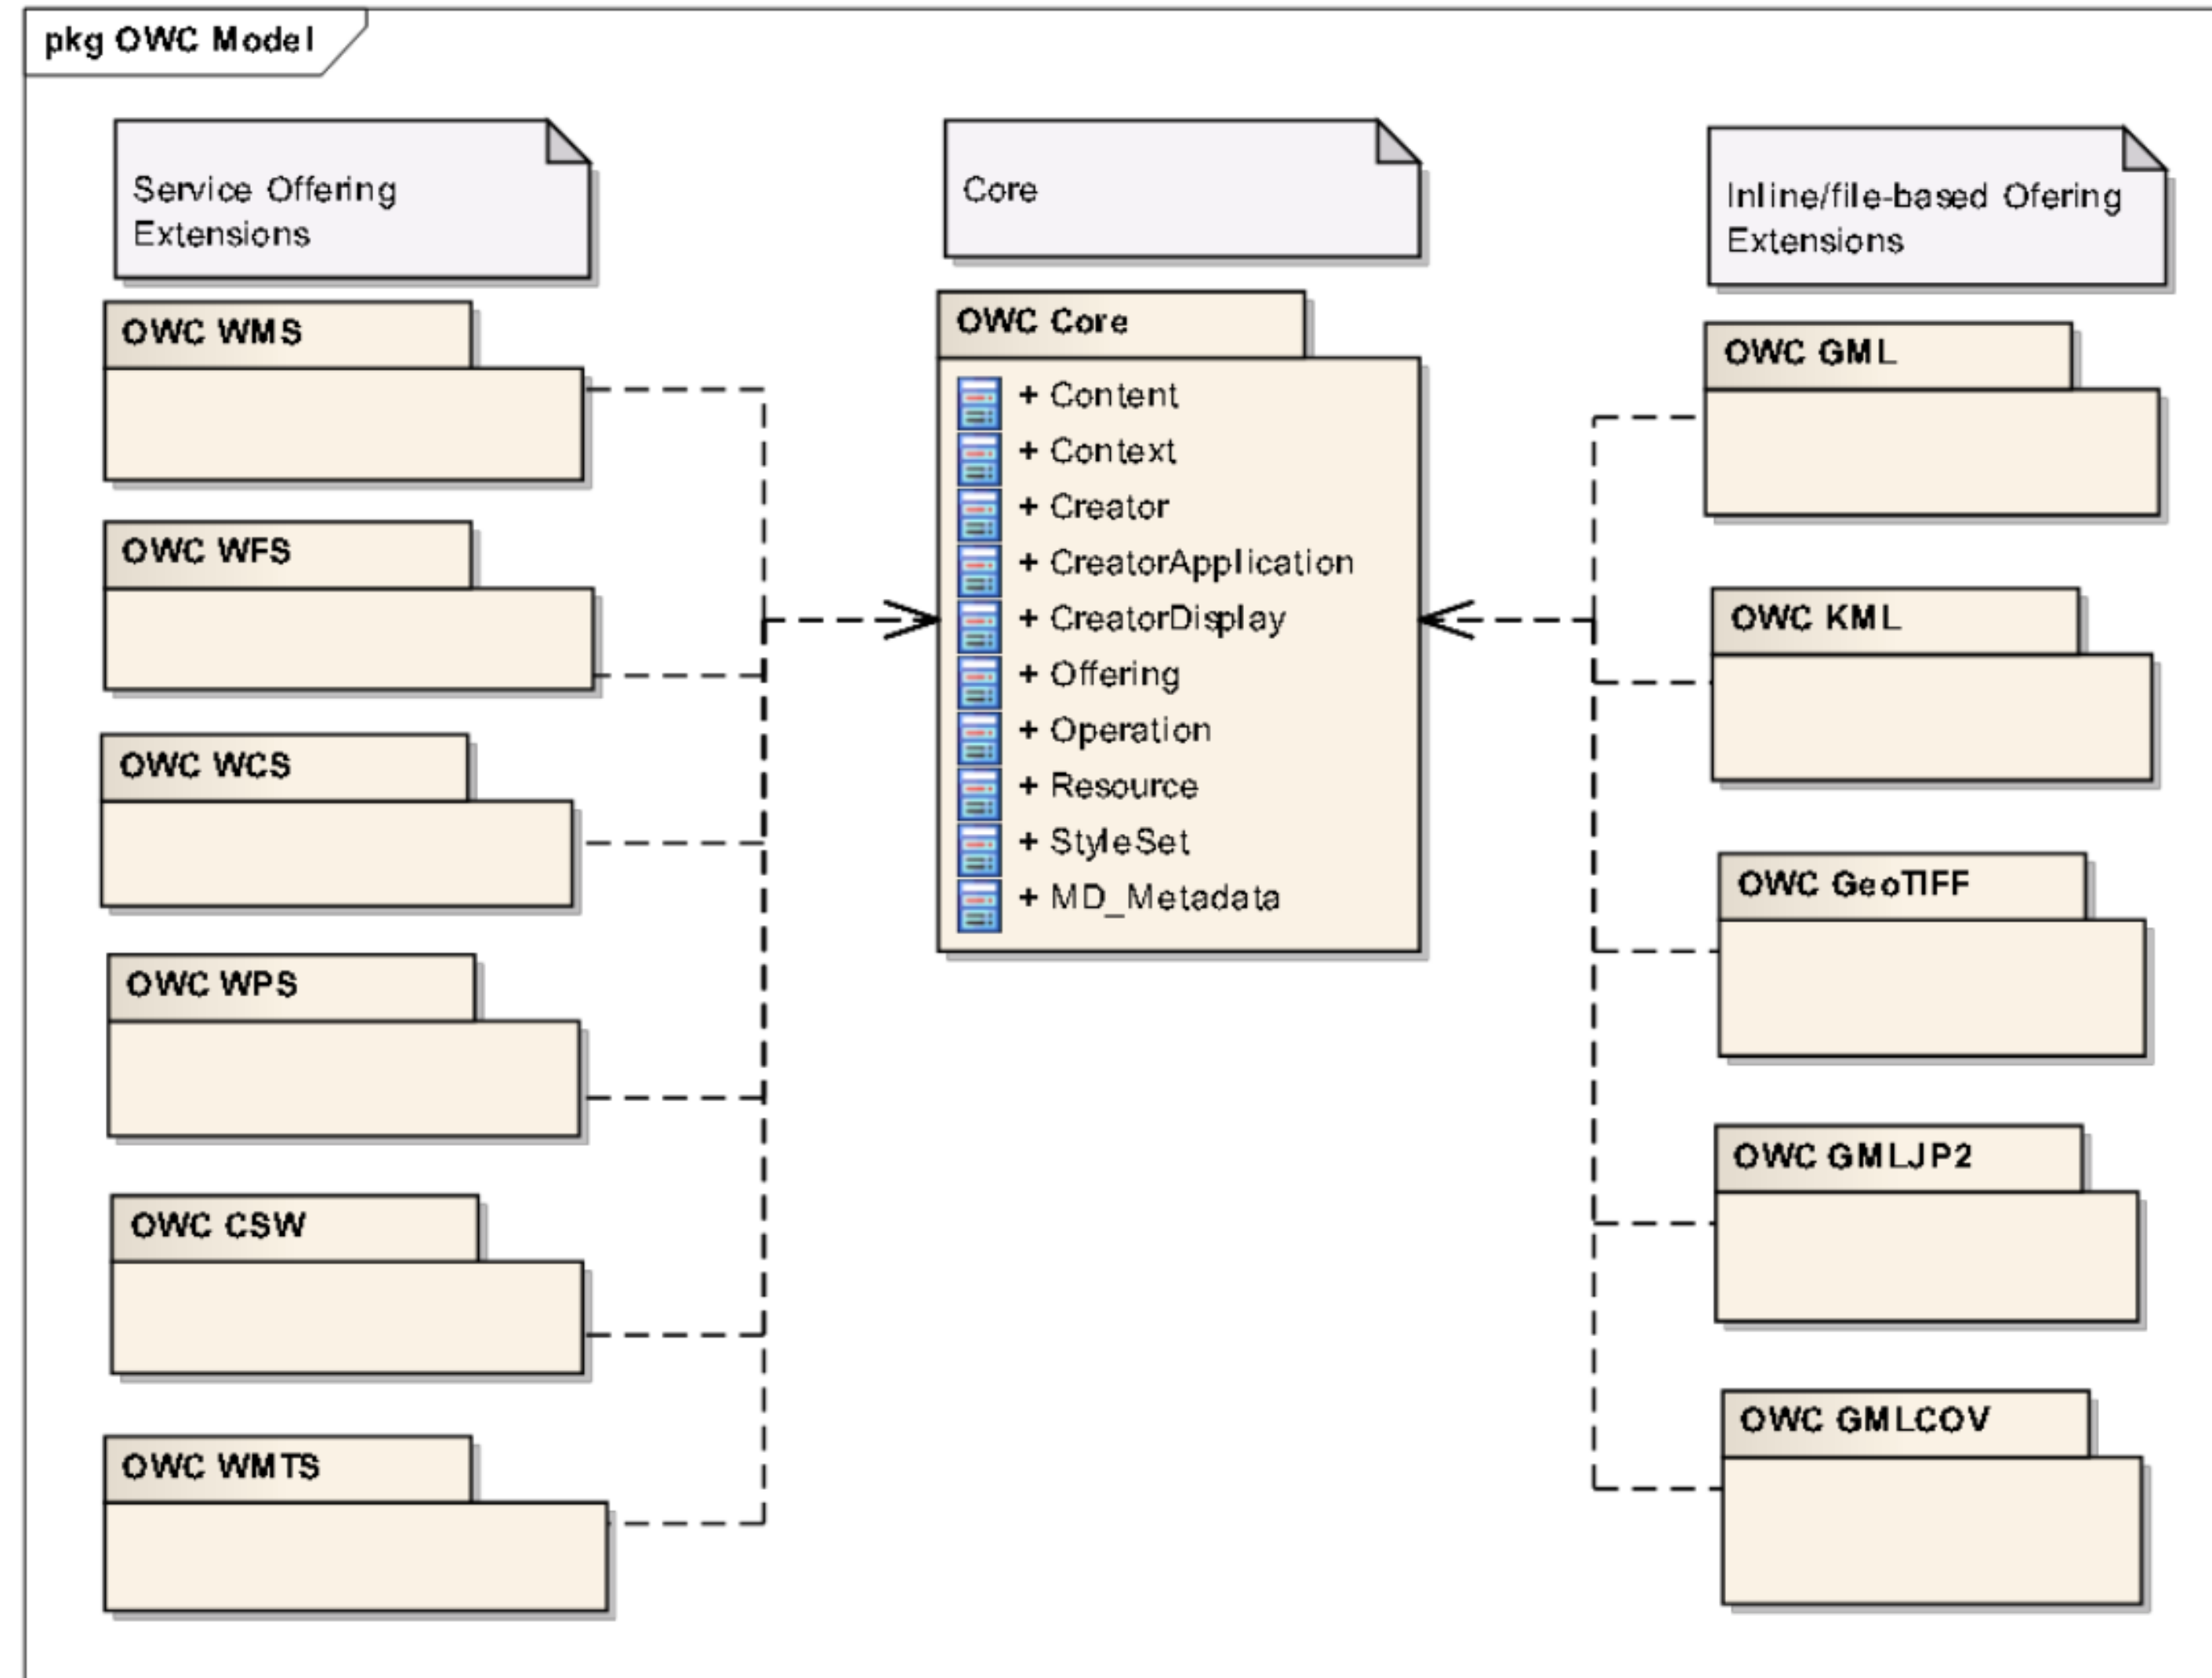 pkg OWC Model
Service Offering
Extensions
OWC WMS
OWC WFS
OWC WCS
OWC WPS
OWC CSW
OWC WMTS
Core
OWC Core
+ Content
+ Context
+ Creator
+ CreatorApplication
+ CreatorDisplay
+ Offering
+ Operation
+ Resource
+ StyleSet
+ MD_Metadata
Inline/file-based Ofering
Extensions
OWC GML
OWC KML
OWC GeoTIFF
OWC GMLJP2
OWC GMLCOV